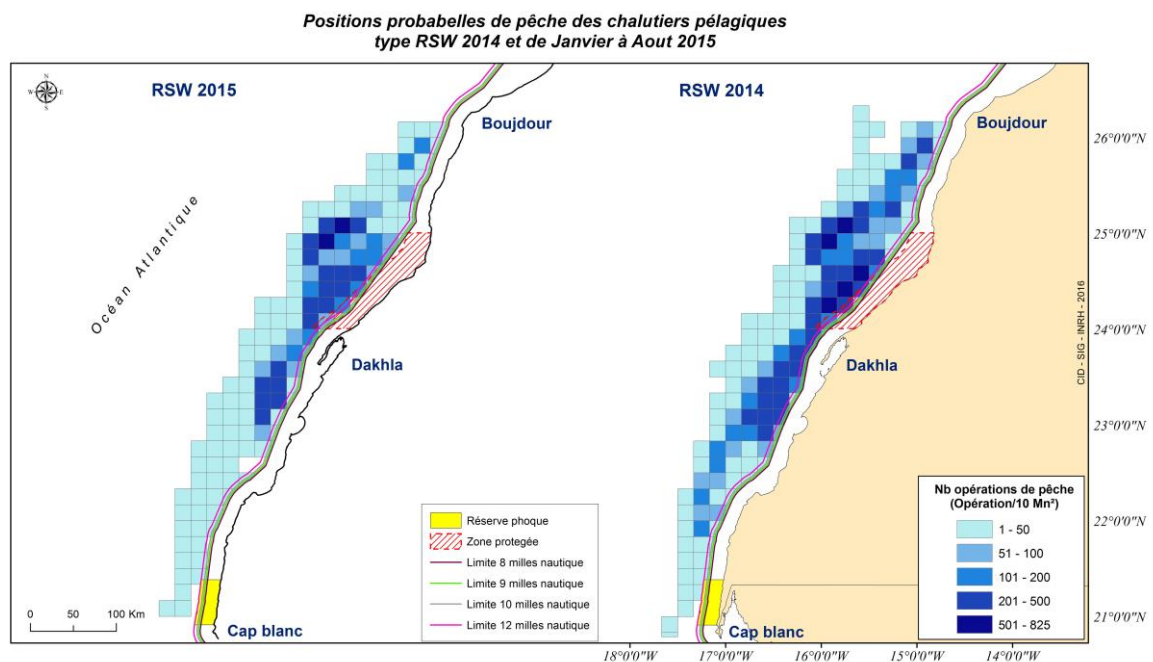 Positions probabelles de pêche des chalutiers pélagiques
type RSW 2014 et de Janvier à Aout 2015
RSW 2015
RSW 2014
N
W
E
S
Boujdour
Boujdour
26°0'0"N
Océan Atlantique
25°0'0"N
24°0'0"N
Dakhla
Dakhla
CID - SIG - INRH - 2016
23°0'0"N
22°0'0"N
21°0'0"N
Réserve phoque
Zone protegée
Limite 8 milles nautique
Limite 9 milles nautique
Limite 10 milles nautique
Limite 12 milles nautique
Nb opérations de pêche
(Opération/10 Mn²)
1 - 50
51 - 100
101 - 200
201 - 500
501 - 825
0 50 100 Km
Cap blanc
Cap blanc
18°0'0"W
17°0'0"W
16°0'0"W
15°0'0"W
14°0'0"W